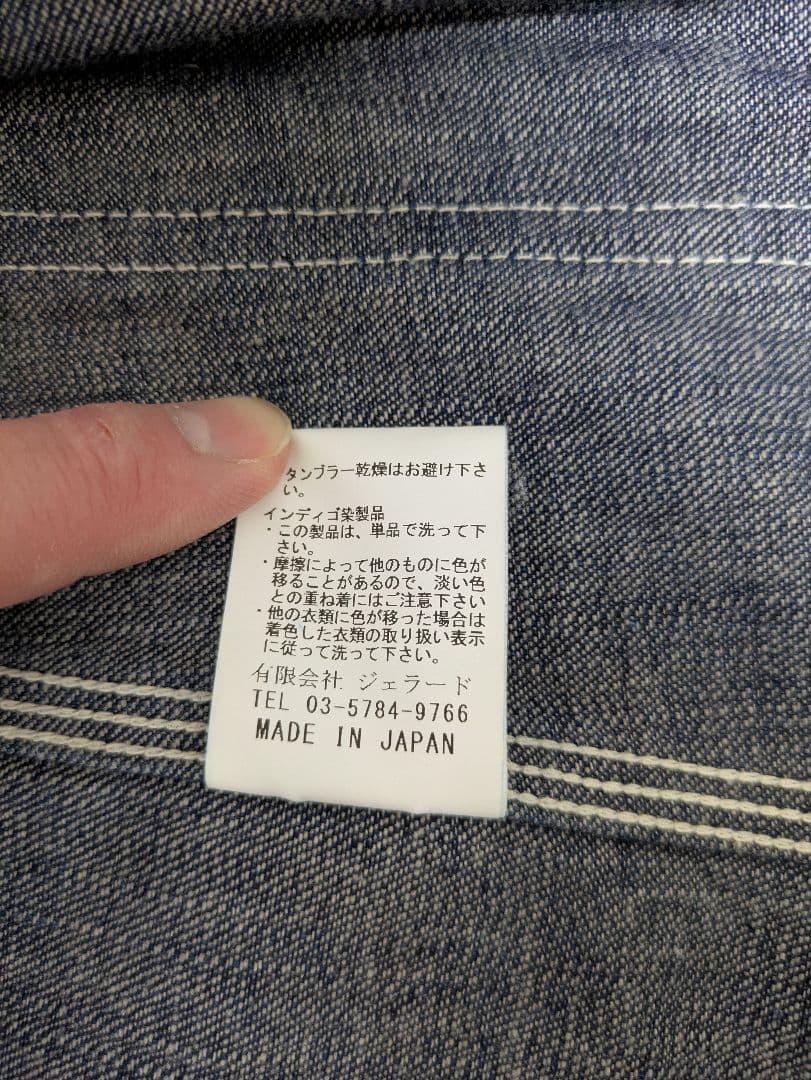 タンブラー乾燥はお避け下さ
い。
インディゴ染製品
・この製品は、単品で洗って下
さい。
・摩擦によって他のものに色が
移ることがあるので、淡い色
との重ね着にはご注意下さい
・他の衣類に色が移った場合は
着色した衣類の取り扱い表示
に従って洗って下さい。
有限会社 ジェラード
TEL 03-5784-9766
MADE IN JAPAN